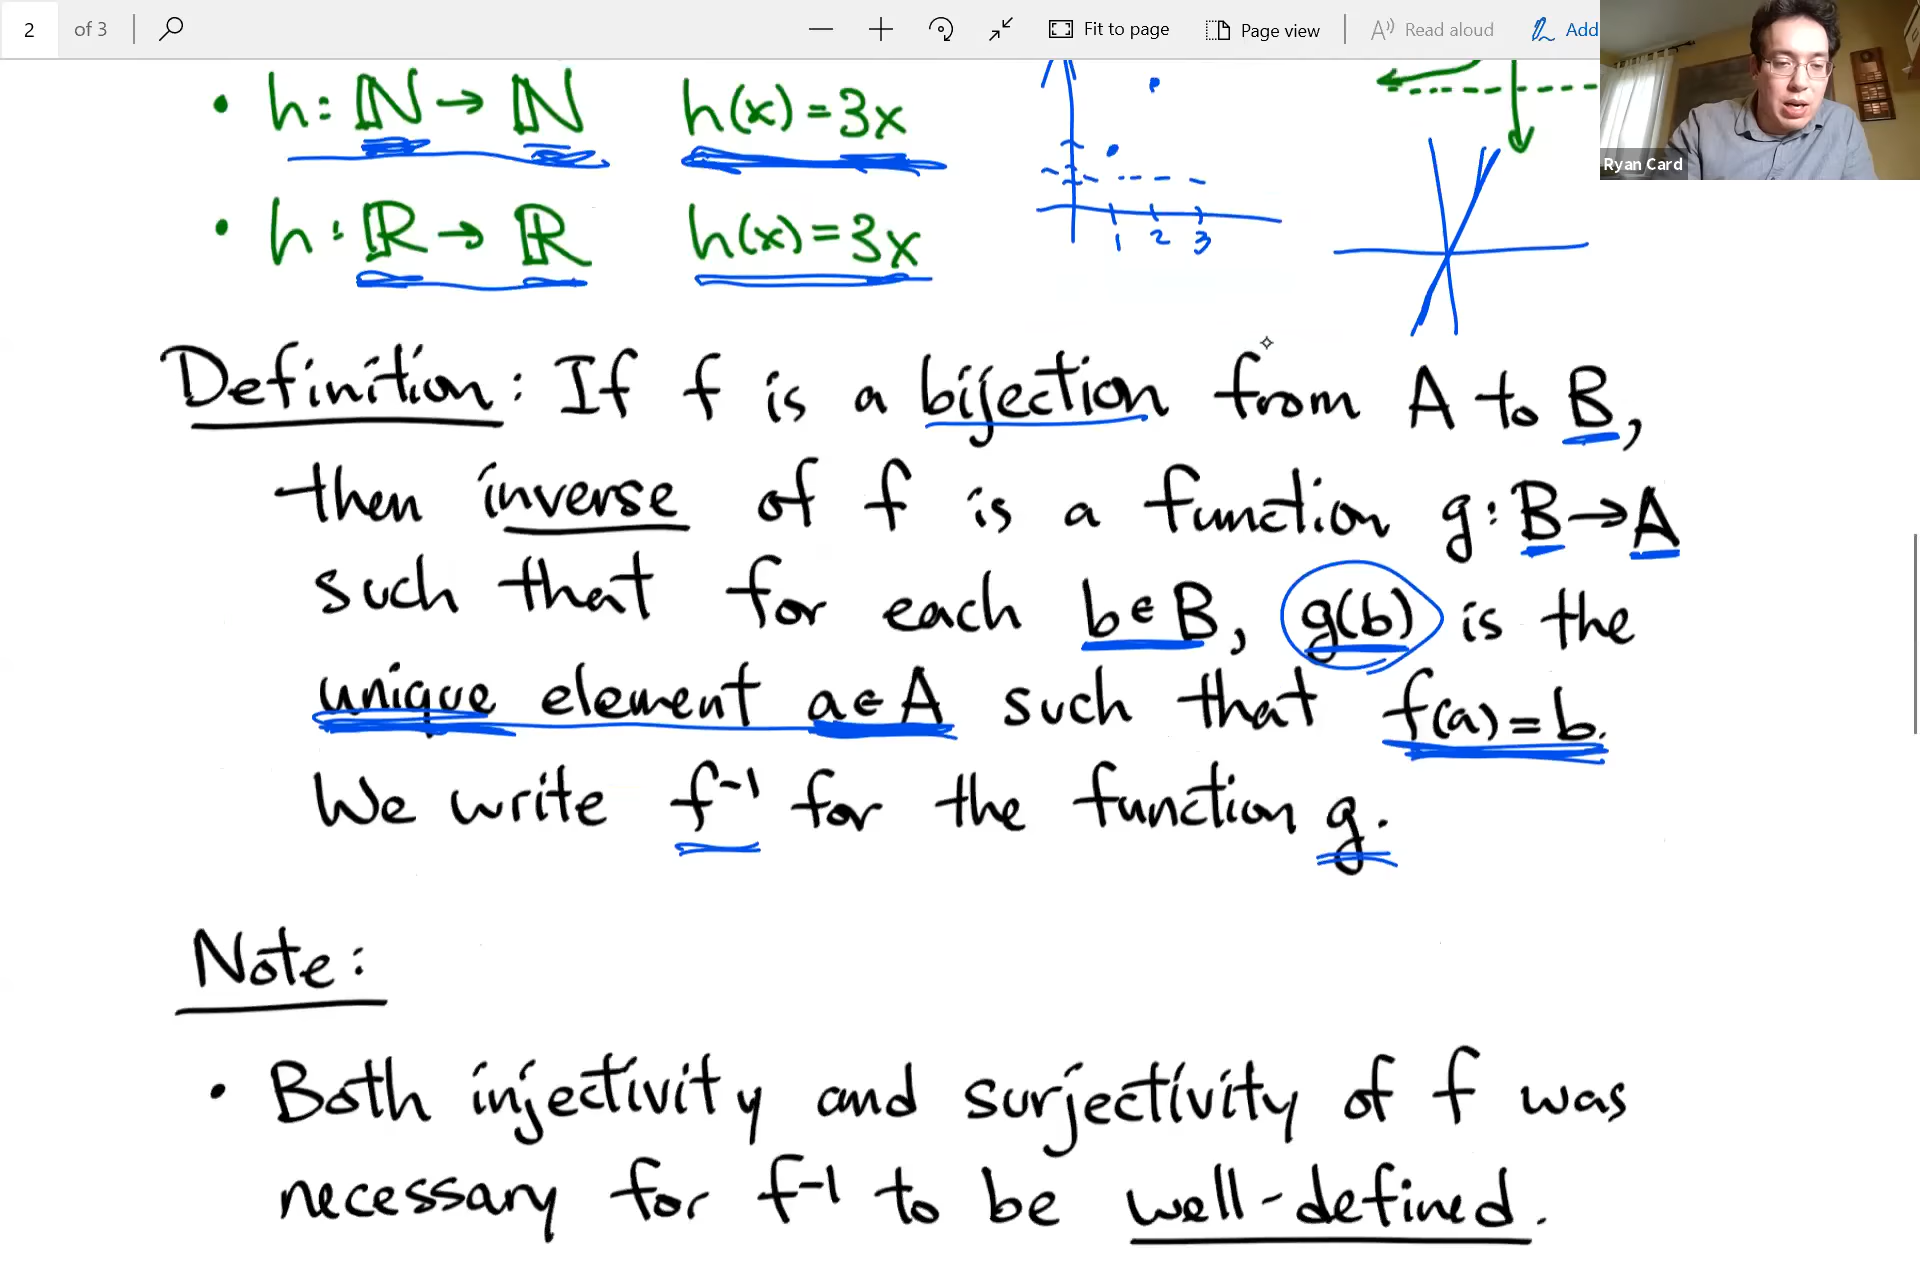 2 of 3 Fit to page Page view Read aloud Add
Ryan Card
• h: ℕ → ℕ h(x) = 3x
• h: ℝ → ℝ h(x) = 3x
1 2 3
Definition: If f is a bijection from A to B,
then inverse of f is a function g: B → A
such that for each b ∈ B, g(b) is the
unique element a ∈ A such that f(a) = b.
We write f⁻¹ for the function g.
Note:
• Both injectivity and surjectivity of f was
necessary for f⁻¹ to be well-defined.